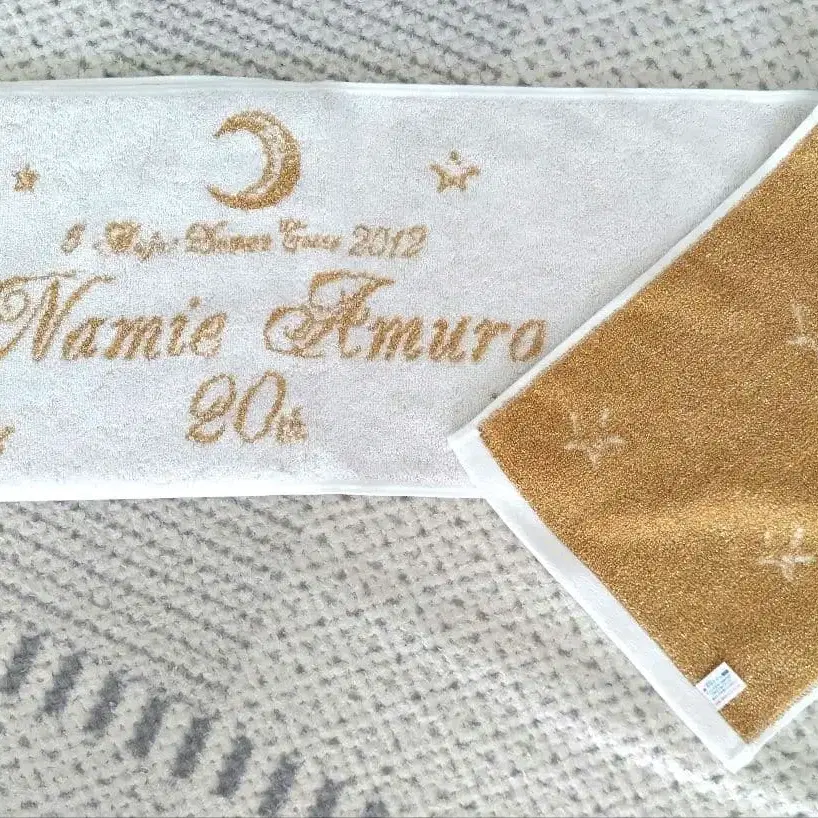 5 Major Domes Tour 2012
Namie Amuro
20th